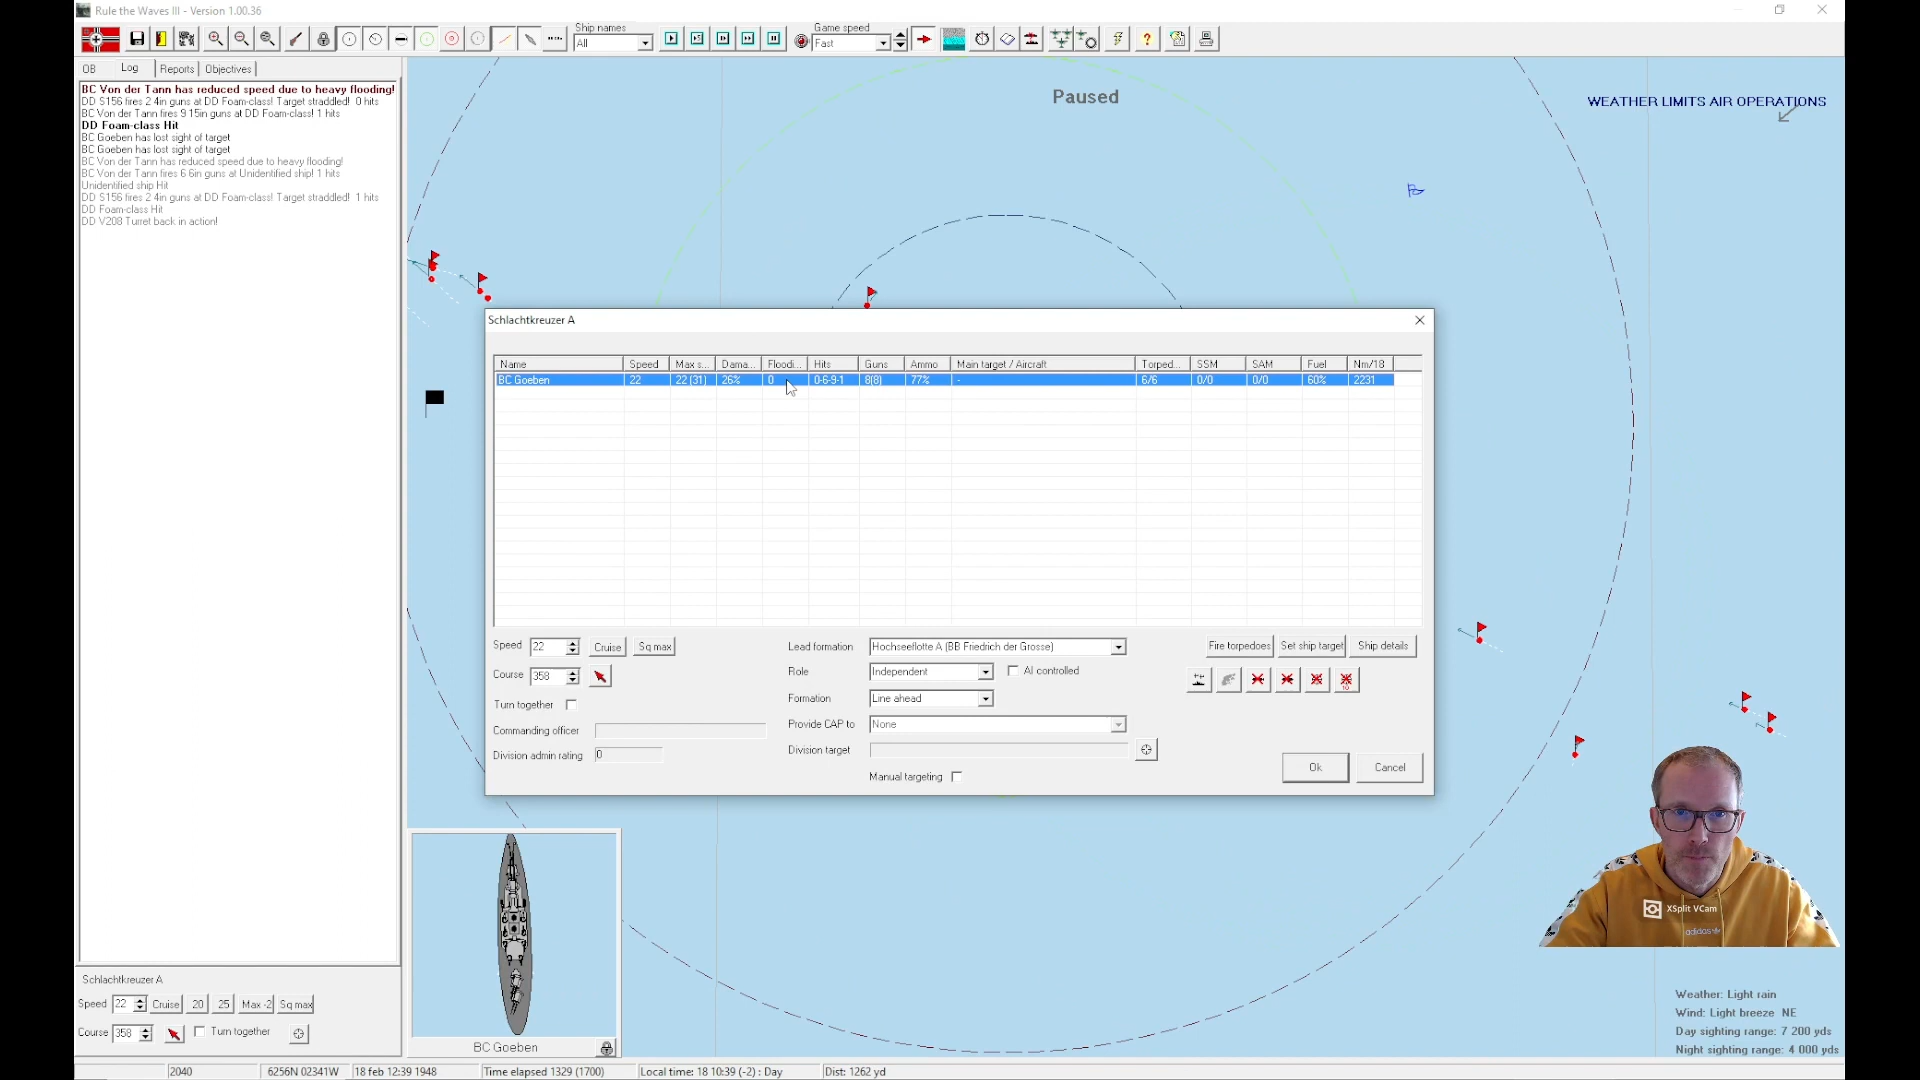 Rule the Waves III - Version 1.00.36
Ship names
All
Game speed
Fast
OB
Log
Reports
Objectives
BC Von der Tann has reduced speed due to heavy flooding!
DD S156 fires 2 4in guns at DD Foam-class! Target straddled!  0 hits
BC Von der Tann fires 9 15in guns at DD Foam-class! 1 hits
DD Foam-class Hit
BC Goeben has lost sight of target
BC Goeben has lost sight of target
BC Von der Tann has reduced speed due to heavy flooding!
BC Von der Tann fires 6 6in guns at Unidentified ship! 1 hits
Unidentified ship Hit
DD S156 fires 2 4in guns at DD Foam-class! Target straddled!  1 hits
DD Foam-class Hit
DD V208 Turret back in action!
Paused
WEATHER LIMITS AIR OPERATIONS
Schlachtkreuzer A
Name Speed Max s... Dama... Floodi... Hits Guns Ammo Main target / Aircraft Torped... SSM SAM Fuel Nm/18
BC Goeben 22 22 (31) 26% 0 0-6-9-1 8(8) 77% - 6/6 0/0 0/0 60% 2231
Speed 22 Cruise Sq max
Course 358
Turn together
Commanding officer
Division admin rating 0
Lead formation Hochseeflotte A (BB Friedrich der Grosse)
Role Independent AI controlled
Formation Line ahead
Provide CAP to None
Division target
Manual targeting
Fire torpedoes Set ship target Ship details
10
Ok Cancel
XSplit VCam
adidas
BC Goeben
Schlachtkreuzer A
Speed 22 Cruise 20 25 Max -2 Sq max
Course 358 Turn together
Weather: Light rain
Wind: Light breeze  NE
Day sighting range: 7 200 yds
Night sighting range: 4 000 yds
2040 6256N 02341W 18 feb 12:39 1948 Time elapsed 1329 (1700) Local time: 18 10:39 (-2) : Day Dist: 1262 yd